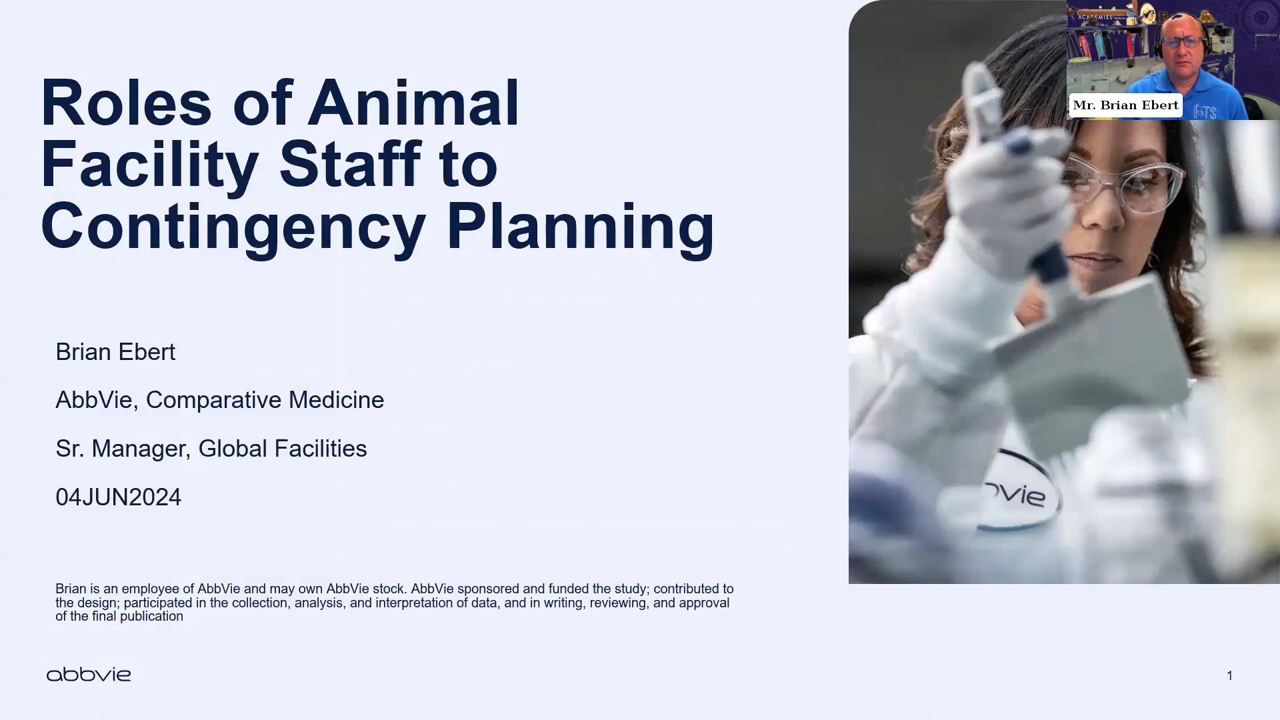 Roles of Animal
Facility Staff to
Contingency Planning
Brian Ebert
AbbVie, Comparative Medicine
Sr. Manager, Global Facilities
04JUN2024
Brian is an employee of AbbVie and may own AbbVie stock. AbbVie sponsored and funded the study; contributed to
the design; participated in the collection, analysis, and interpretation of data, and in writing, reviewing, and approval
of the final publication
abbvie
1
ACADEMIES
Mr. Brian Ebert
bvie